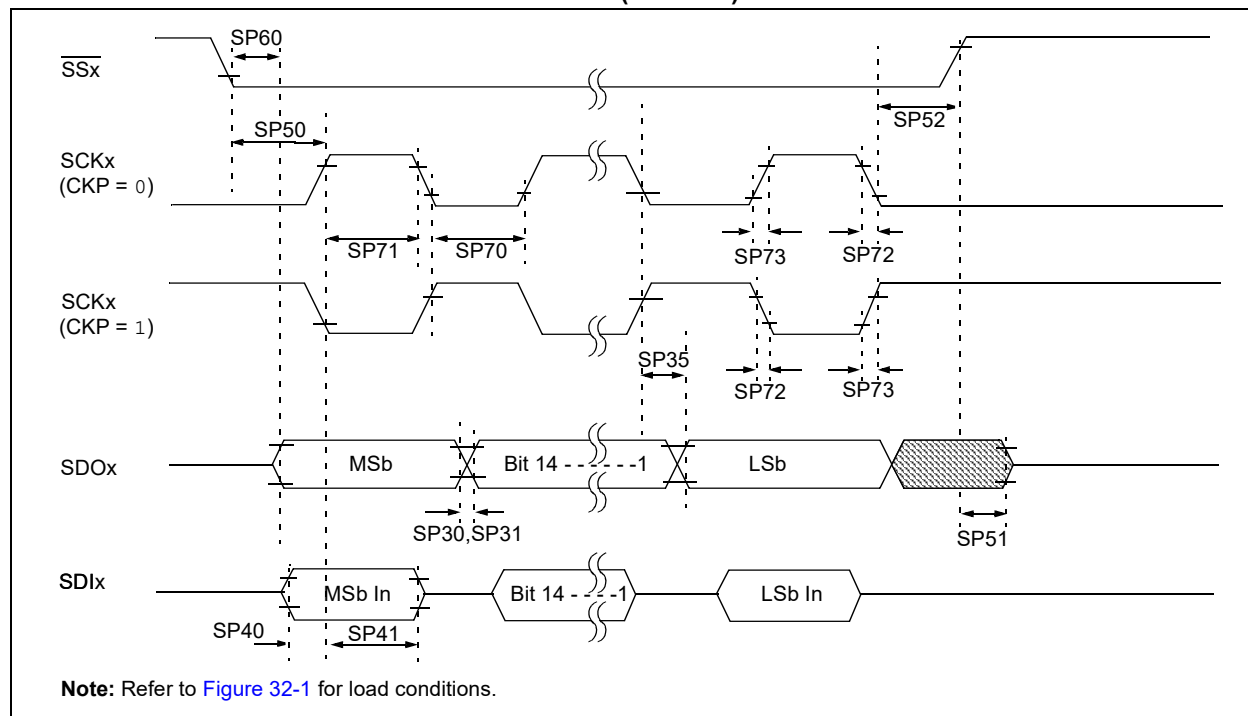 SP60
SSx
SP50
SP52
SCKx
(CKP = 0)
SP71
SP70
SP73
SP72
SCKx
(CKP = 1)
SP35
SP72
SP73
SDOx
MSb
Bit 14 - - - - - -1
LSb
SP30,SP31
SP51
SDIx
MSb In
Bit 14 - - - -1
LSb In
SP40
SP41
Note: Refer to Figure 32-1 for load conditions.